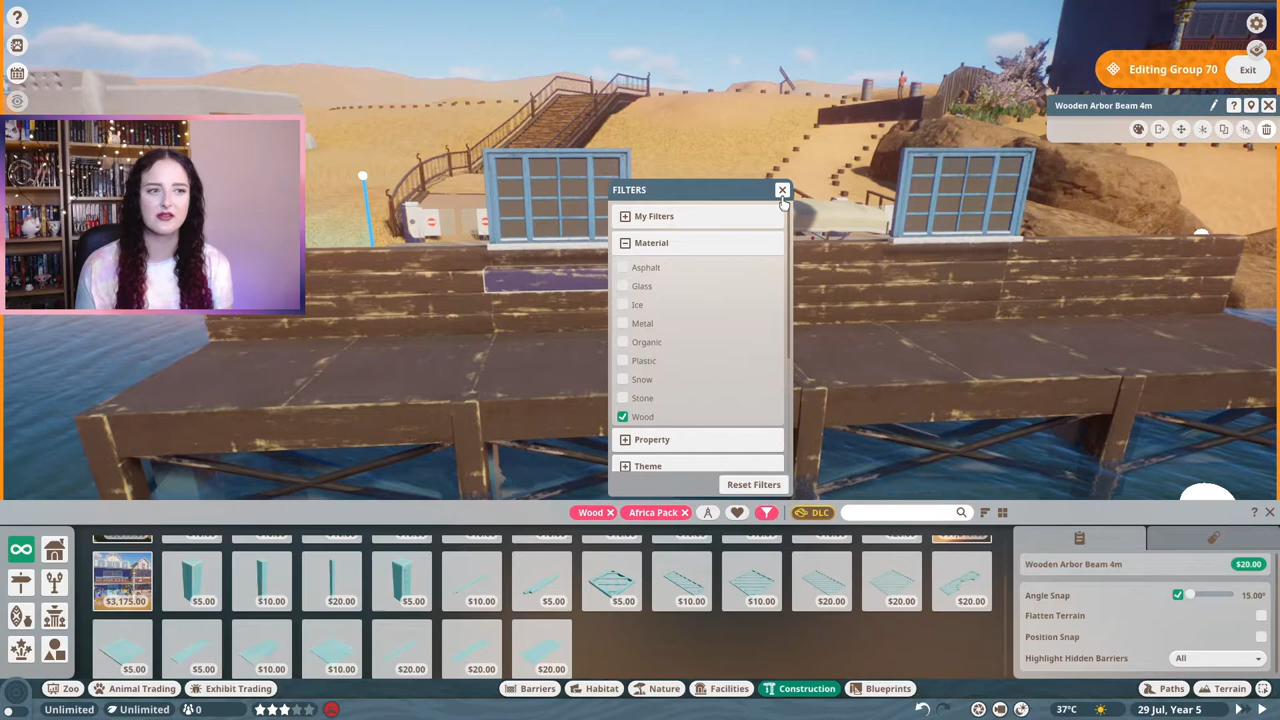 ?
Editing Group 70
Exit
Wooden Arbor Beam 4m
?
FILTERS
My Filters
Material
Asphalt
Glass
Ice
Metal
Organic
Plastic
Snow
Stone
Wood
Property
Theme
Reset Filters
Wood
Africa Pack
DLC
?
$3,175.00
$5.00
$10.00
$20.00
$5.00
$10.00
$5.00
$5.00
$10.00
$10.00
$20.00
$20.00
$20.00
$5.00
$5.00
$10.00
$10.00
$20.00
$20.00
$20.00
Wooden Arbor Beam 4m
$20.00
Angle Snap
15.00°
Flatten Terrain
Position Snap
Highlight Hidden Barriers
All
Zoo
Animal Trading
Exhibit Trading
Barriers
Habitat
Nature
Facilities
Construction
Blueprints
Paths
Terrain
Unlimited
Unlimited
0
37°C
29 Jul, Year 5